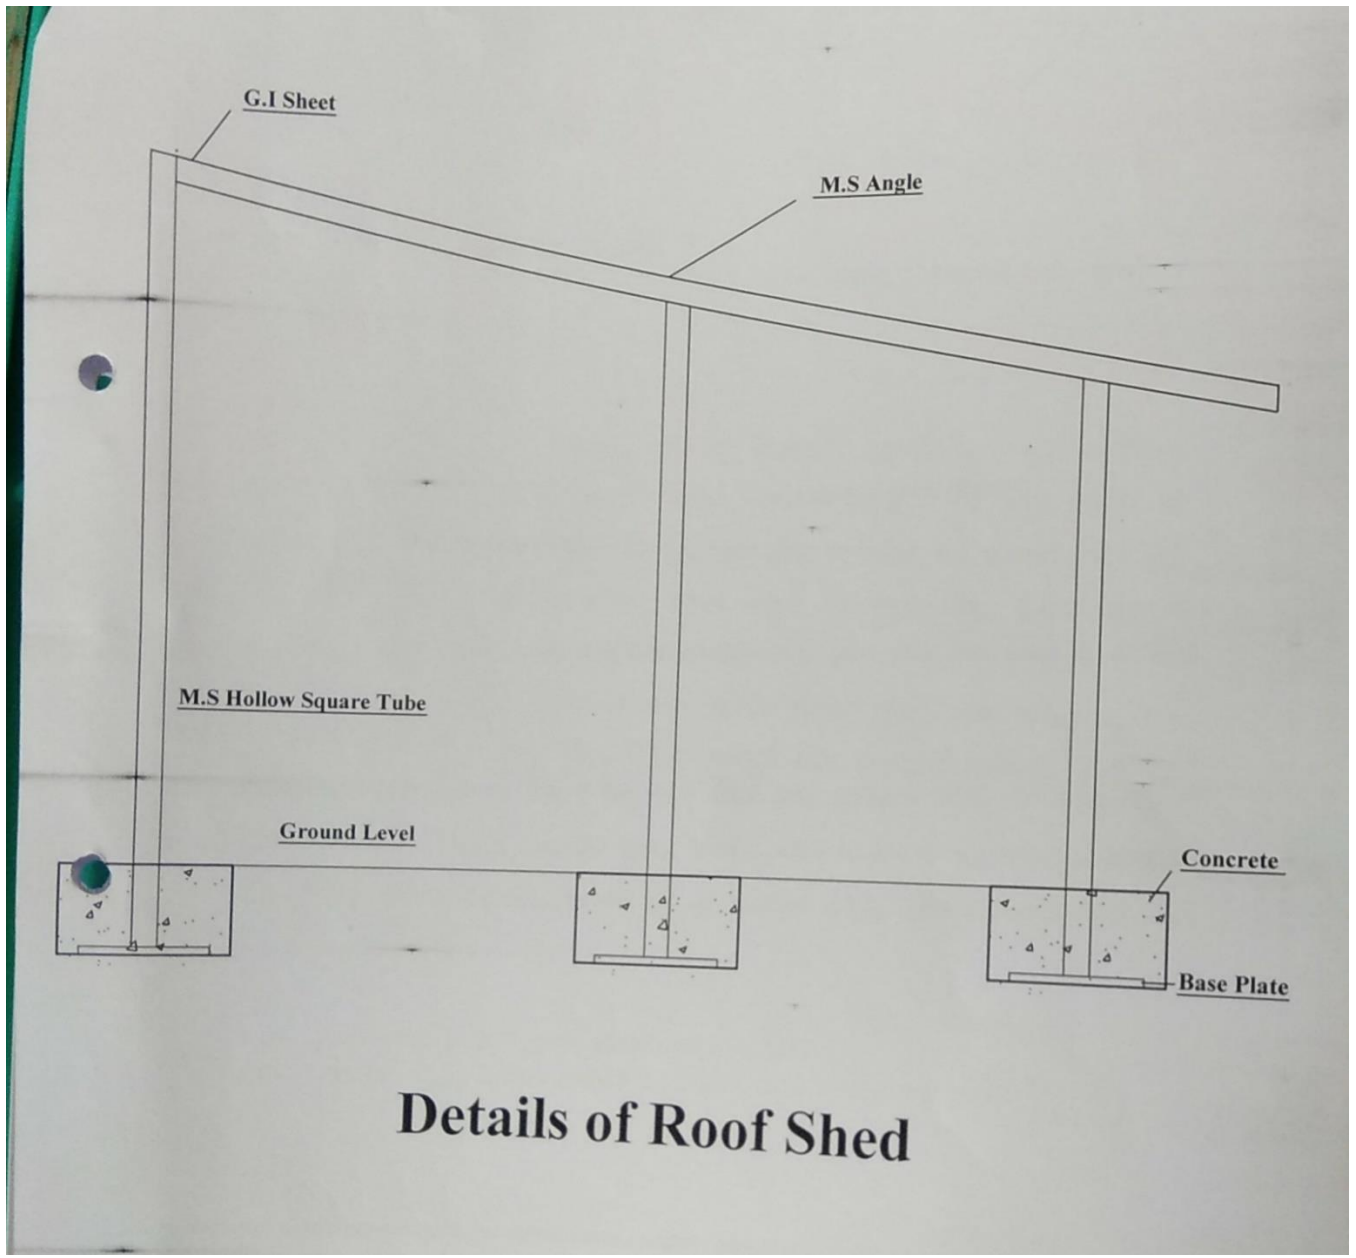 G.I Sheet
M.S Angle
M.S Hollow Square Tube
Ground Level
Concrete
Base Plate
Details of Roof Shed